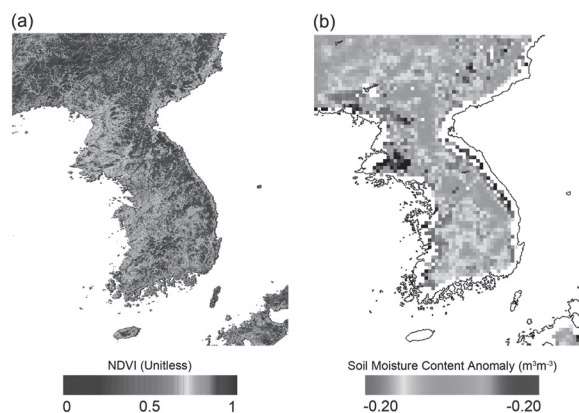 (a)
(b)
NDVI (Unitless)
0 0.5 1
Soil Moisture Content Anomaly (m³m⁻³)
-0.20 -0.20